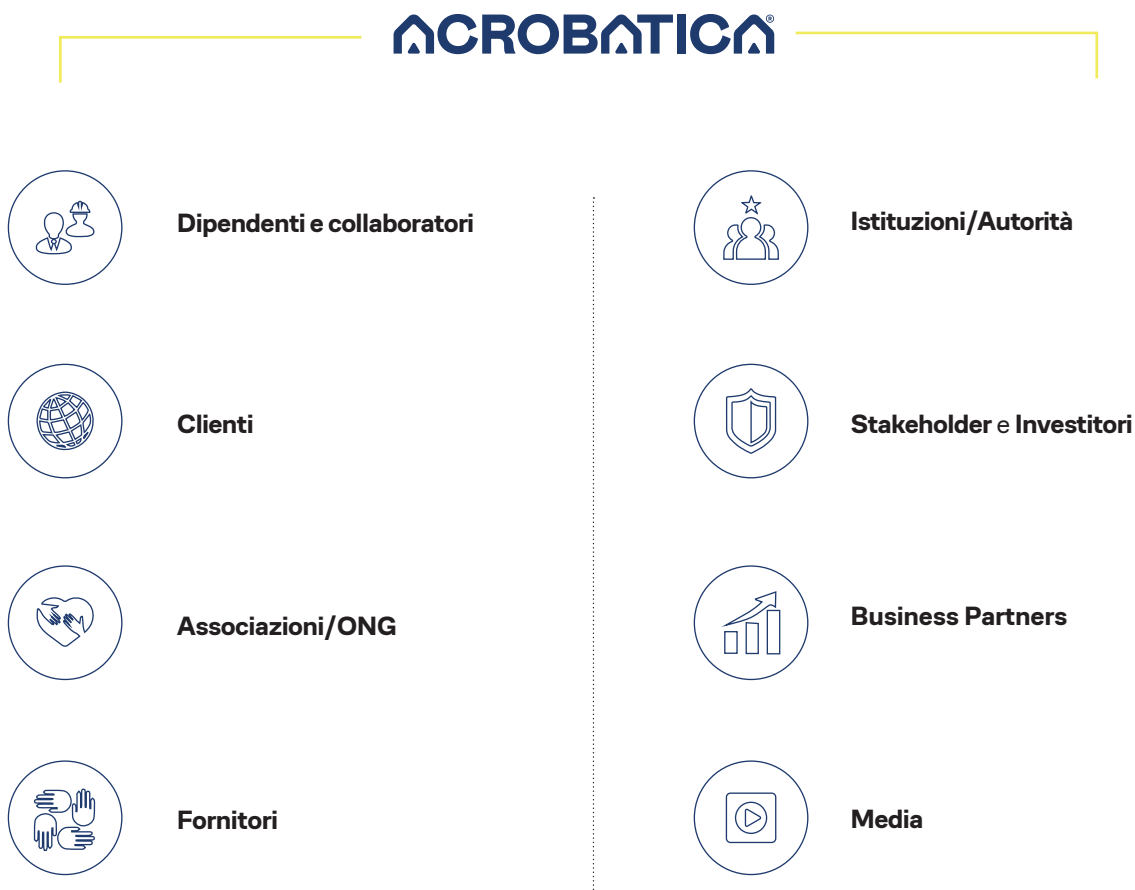 ACROBATICA®
Dipendenti e collaboratori
Clienti
Associazioni/ONG
Fornitori
Istituzioni/Autorità
Stakeholder e Investitori
Business Partners
Media